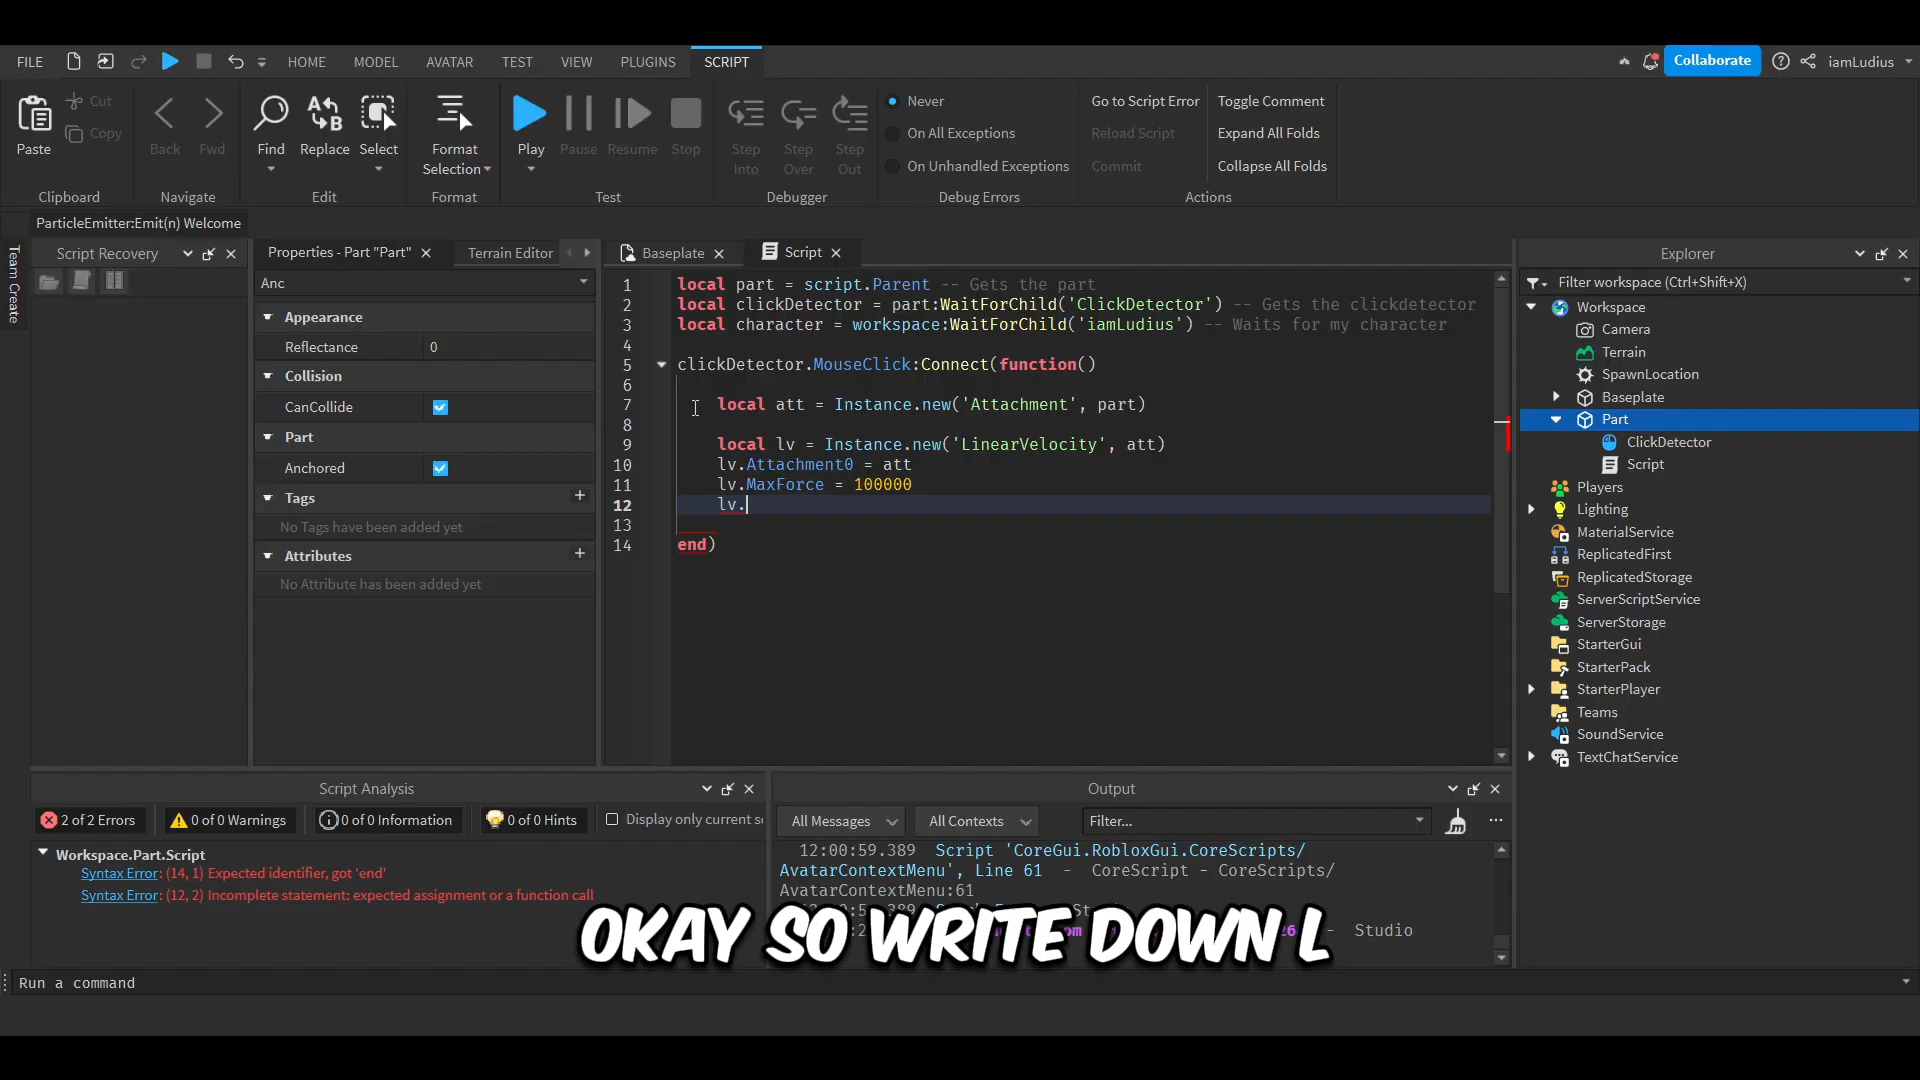 FILE HOME MODEL AVATAR TEST VIEW PLUGINS SCRIPT Collaborate iamLudius
Cut
Copy
Paste Back Fwd Find Replace Select Format Selection Play Pause Resume Stop Step Into Step Over Step Out
Never
On All Exceptions
On Unhandled Exceptions
Go to Script Error
Reload Script
Commit
Toggle Comment
Expand All Folds
Collapse All Folds
Clipboard Navigate Edit Format Test Debugger Debug Errors Actions
ParticleEmitter:Emit(n) Welcome
Team Create
Script Recovery
Properties - Part "Part" Terrain Editor
Anc
Appearance
Reflectance 0
Collision
CanCollide
Part
Anchored
Tags
No Tags have been added yet
Attributes
No Attribute has been added yet
Baseplate Script
1 local part = script.Parent -- Gets the part
2 local clickDetector = part:WaitForChild('ClickDetector') -- Gets the clickdetector
3 local character = workspace:WaitForChild('iamLudius') -- Waits for my character
4
5 clickDetector.MouseClick:Connect(function()
6
7 local att = Instance.new('Attachment', part)
8
9 local lv = Instance.new('LinearVelocity', att)
10 lv.Attachment0 = att
11 lv.MaxForce = 100000
12 lv.
13
14 end)
Explorer
Filter workspace (Ctrl+Shift+X)
Workspace
Camera
Terrain
SpawnLocation
Baseplate
Part
ClickDetector
Script
Players
Lighting
MaterialService
ReplicatedFirst
ReplicatedStorage
ServerScriptService
ServerStorage
StarterGui
StarterPack
StarterPlayer
Teams
SoundService
TextChatService
Script Analysis
2 of 2 Errors 0 of 0 Warnings 0 of 0 Information 0 of 0 Hints Display only current
Workspace.Part.Script
Syntax Error: (14, 1) Expected identifier, got 'end'
Syntax Error: (12, 2) Incomplete statement: expected assignment or a function call
Output
All Messages All Contexts Filter...
12:00:59.389 Script 'CoreGui.RobloxGui.CoreScripts/
AvatarContextMenu', Line 61 - CoreScript - CoreScripts/
AvatarContextMenu:61
- Studio
OKAY SO WRITE DOWN L
Run a command